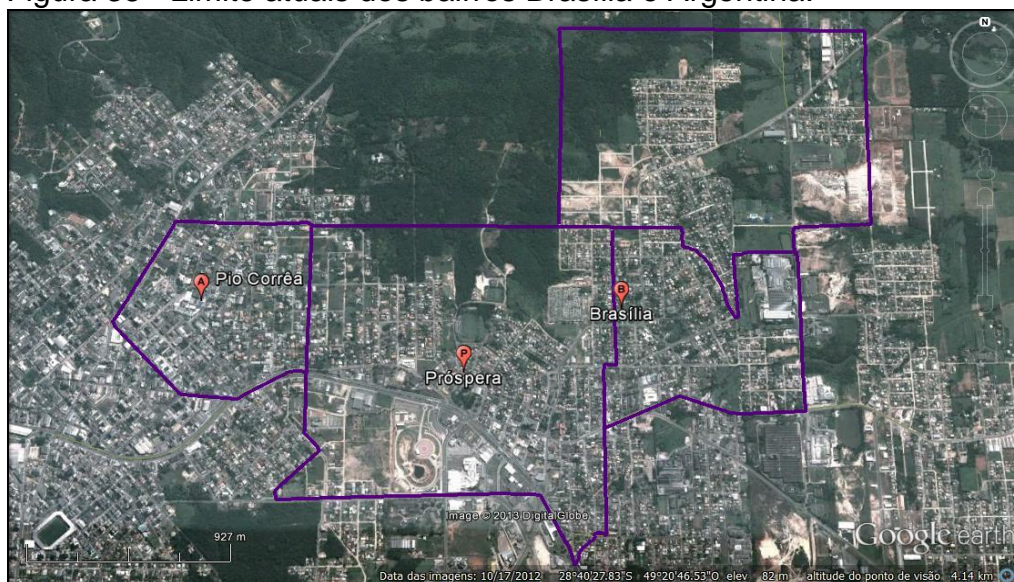 Figura 38 - Limite atuais dos bairros Brasília e Argentina.
N
A Pio Corrêa
B
Brasília
P
Próspera
Image © 2013 DigitalGlobe
927 m
Google earth
Data das imagens: 10/17/2012 28°40'27.83"S 49°20'46.53"O elev 82 m altitude do ponto de visão 4.14 km